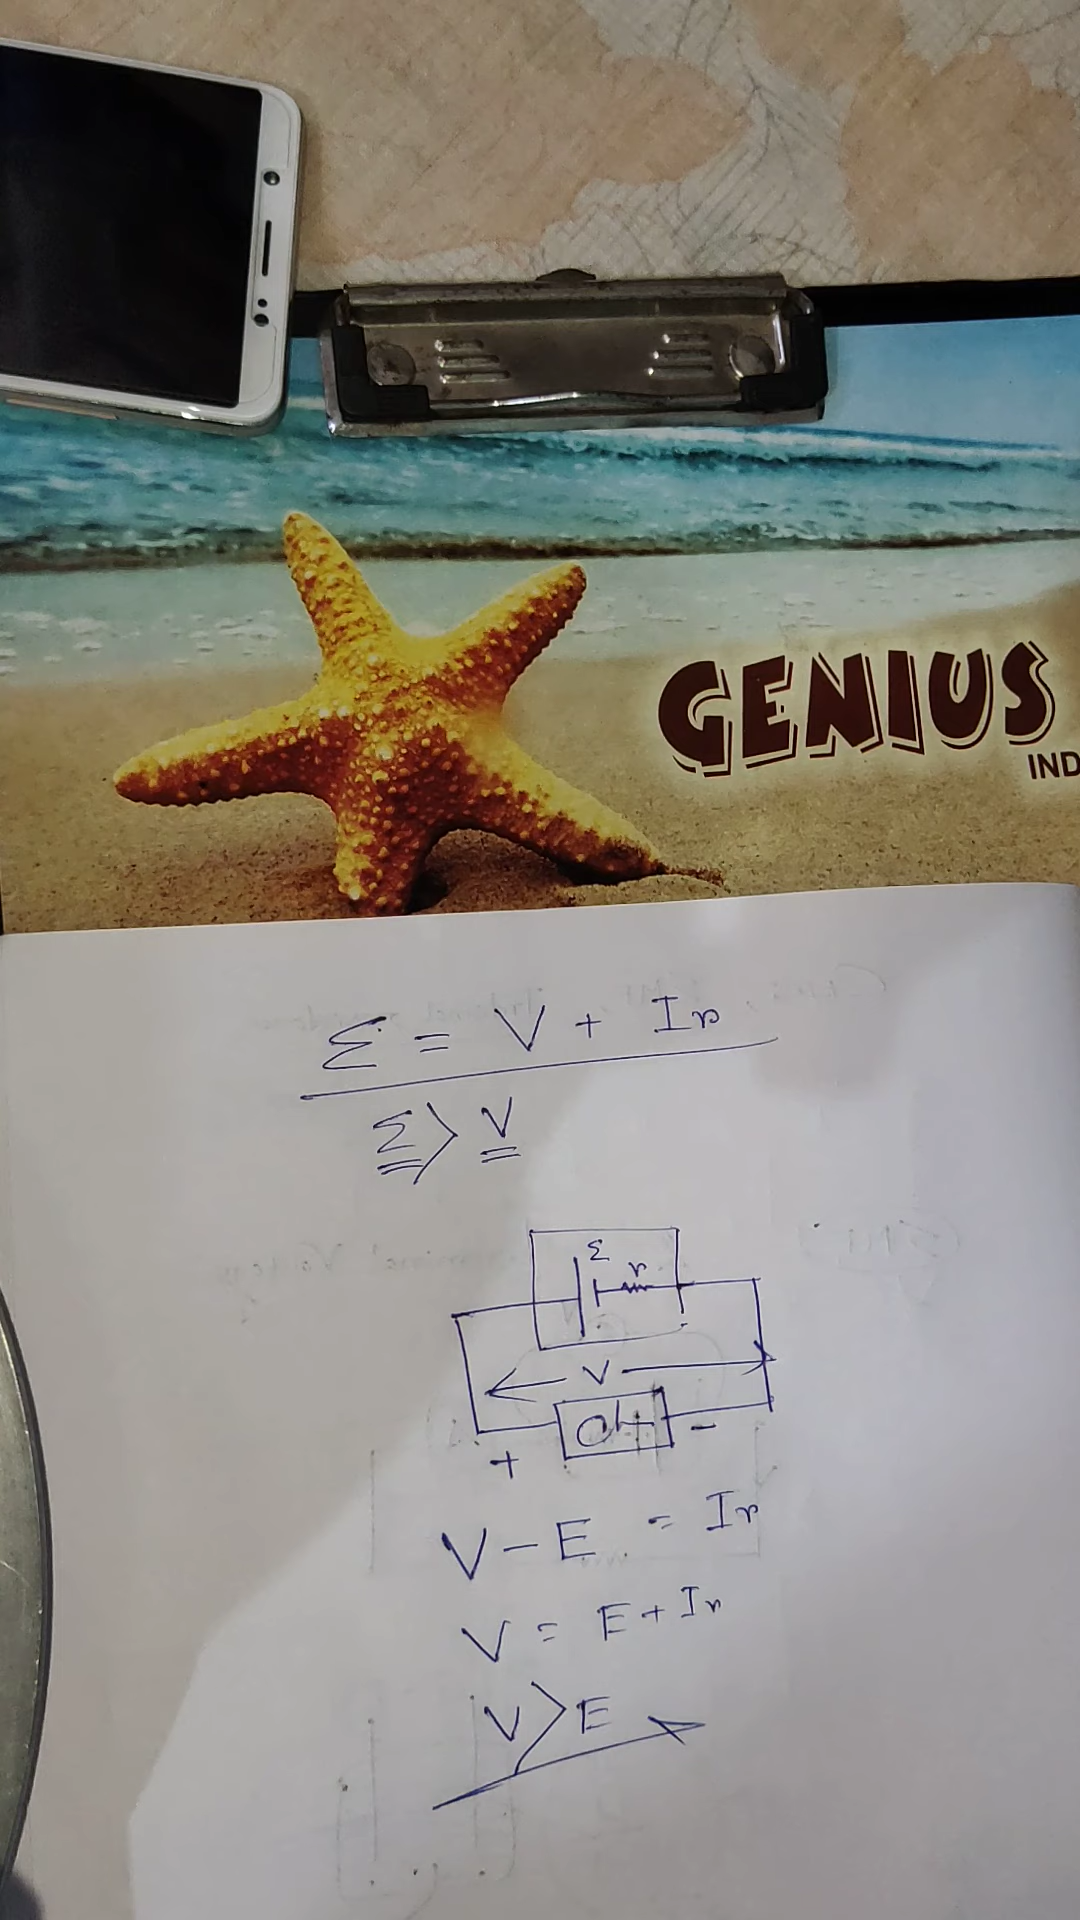 GENIUS
IND
Ɛ = V + Ir
Ɛ > V
Ɛ
r
V
+
-
V - E = Ir
V = E + Ir
V > E